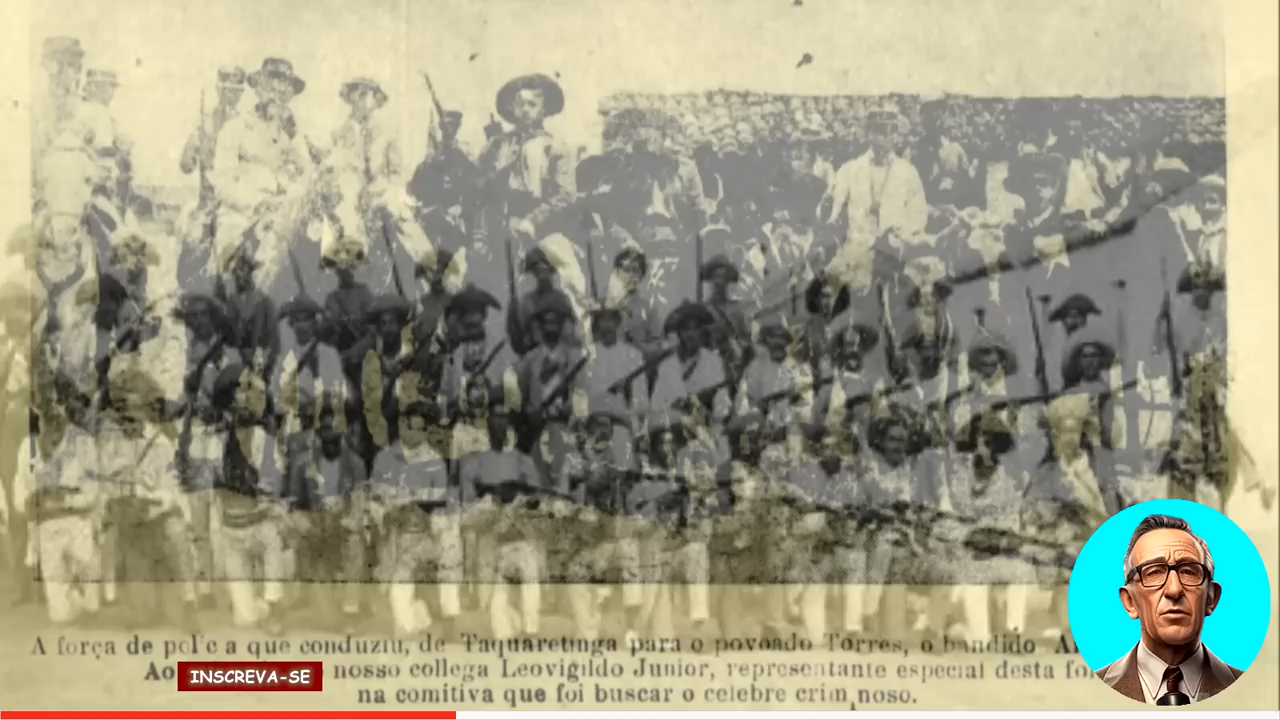 A força de pol'c a que conduziu, de Taquaretinga para o povoado Torres, o bandido A
Ao INSCREVA-SE nosso collega Leovigildo Junior, representante especial desta fo
na comitiva que foi buscar o celebre crim noso.